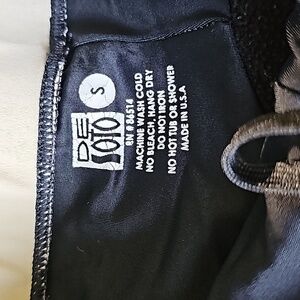 S
DE
SOTO
RN # 86514
MACHINE WASH COLD
NO BLEACH, HANG DRY
DO NOT IRON
NO HOT TUB OR SHOWER
MADE IN U.S.A